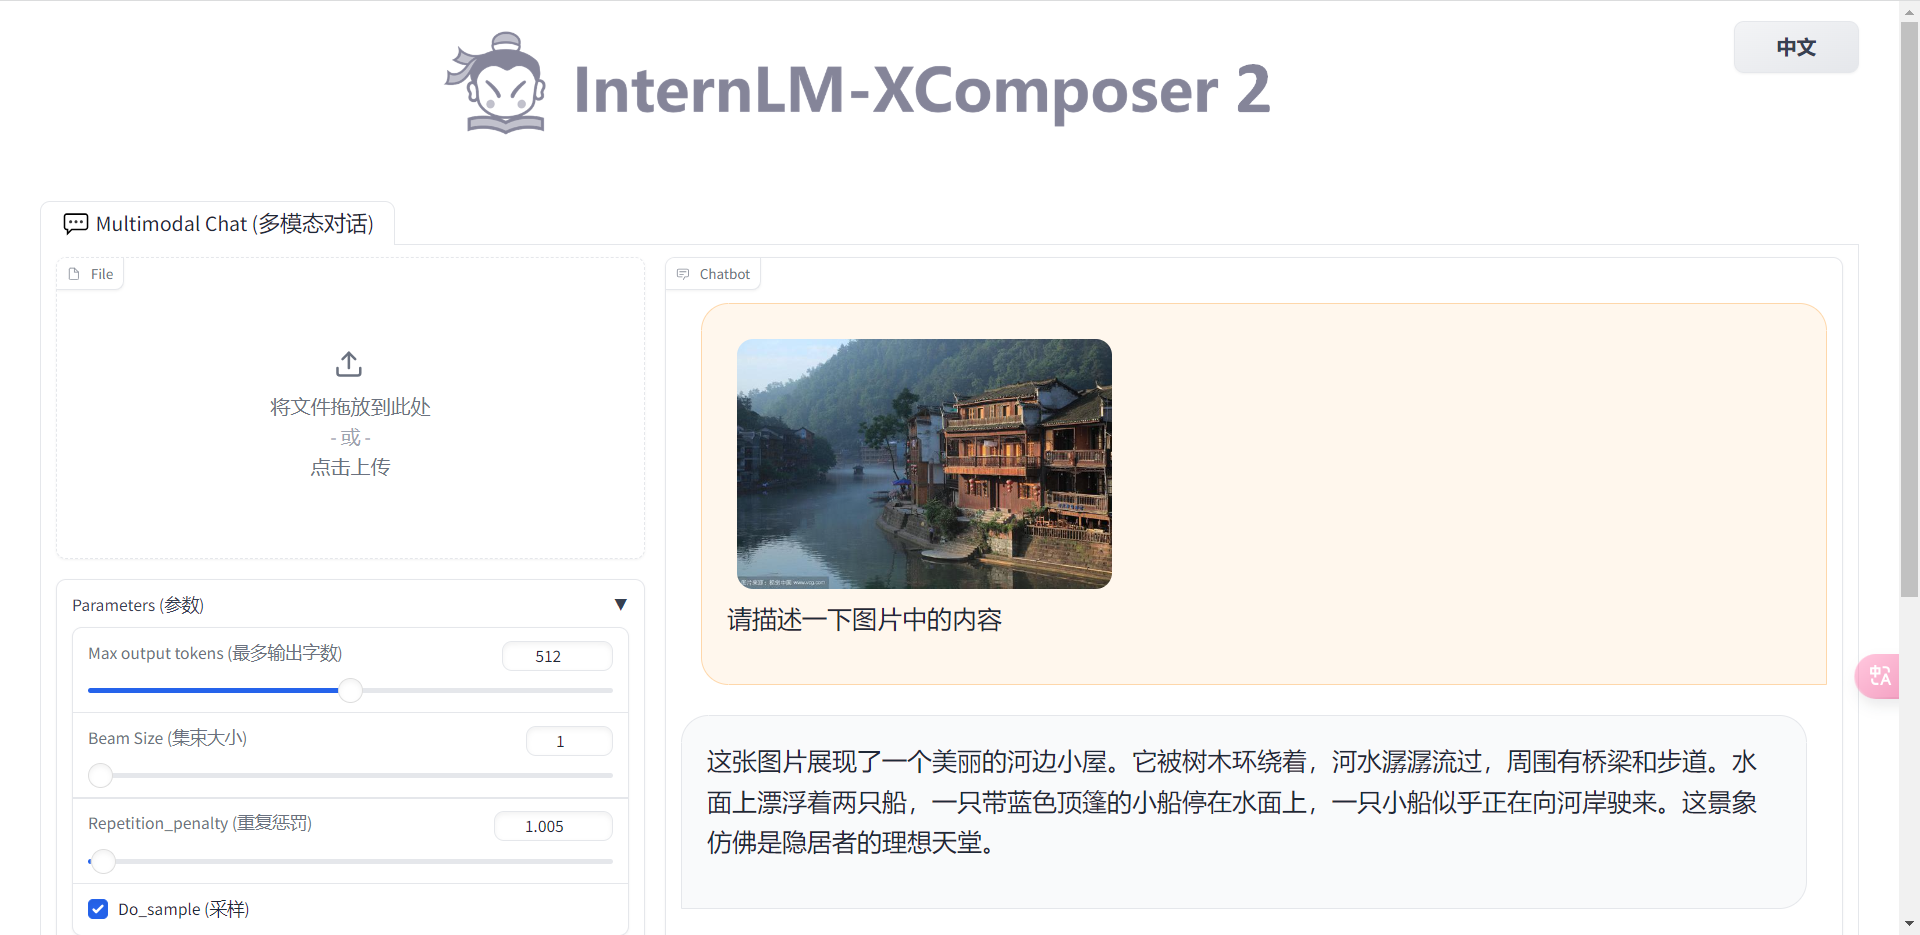 InternLM-XComposer 2
中文
Multimodal Chat (多模态对话)
File
将文件拖放到此处
- 或 -
点击上传
Parameters (参数)
▼
Max output tokens (最多输出字数)
512
Beam Size (集束大小)
1
Repetition_penalty (重复惩罚)
1.005
Do_sample (采样)
Chatbot
请描述一下图片中的内容
这张图片展现了一个美丽的河边小屋。它被树木环绕着，河水潺潺流过，周围有桥梁和步道。水
面上漂浮着两只船，一只带蓝色顶篷的小船停在水面上，一只小船似乎正在向河岸驶来。这景象
仿佛是隐居者的理想天堂。
中A